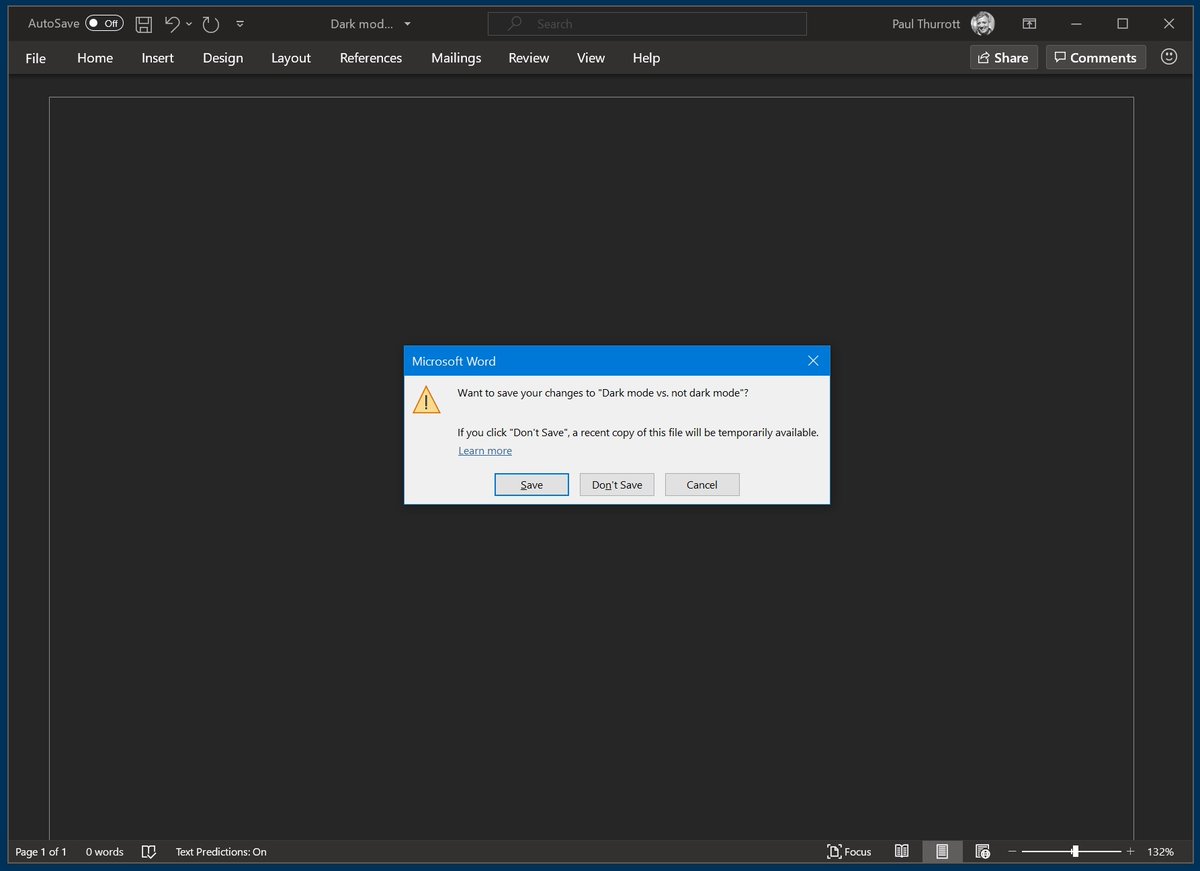 AutoSave Off Dark mod... Search Paul Thurrott
File Home Insert Design Layout References Mailings Review View Help Share Comments
Microsoft Word
Want to save your changes to "Dark mode vs. not dark mode"?
If you click "Don't Save", a recent copy of this file will be temporarily available.
Learn more
Save Don't Save Cancel
Page 1 of 1 0 words Text Predictions: On Focus 132%